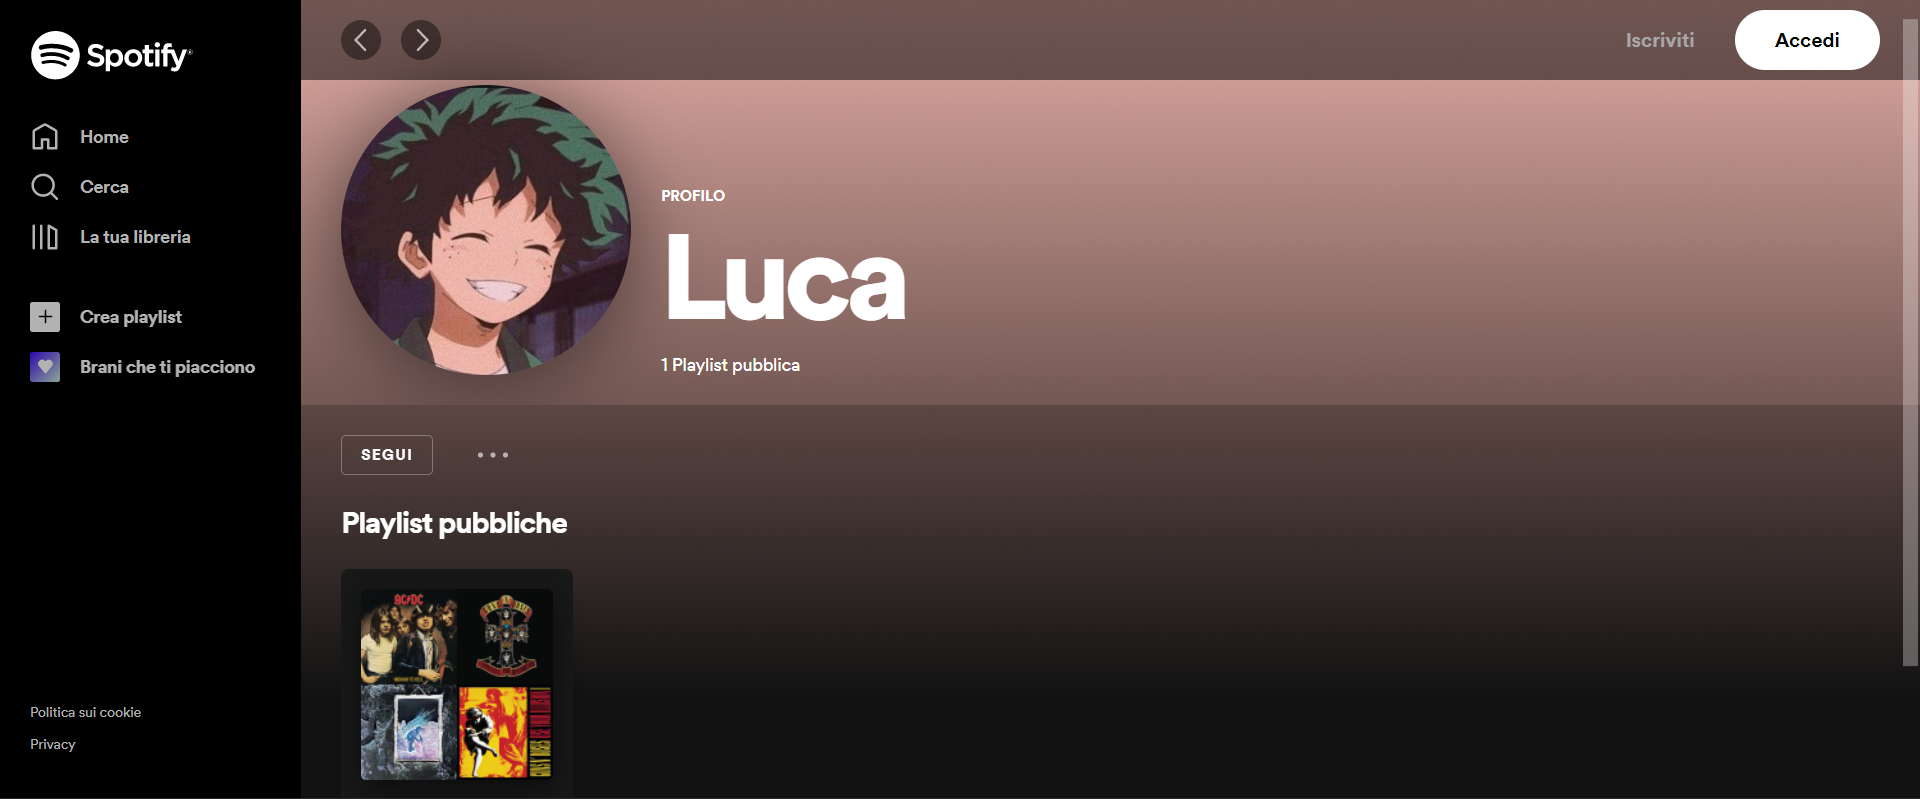 Spotify
Home
Cerca
La tua libreria
Crea playlist
Brani che ti piacciono
Politica sui cookie
Privacy
Iscriviti
Accedi
PROFILO
Luca
1 Playlist pubblica
SEGUI
Playlist pubbliche
AC/DC